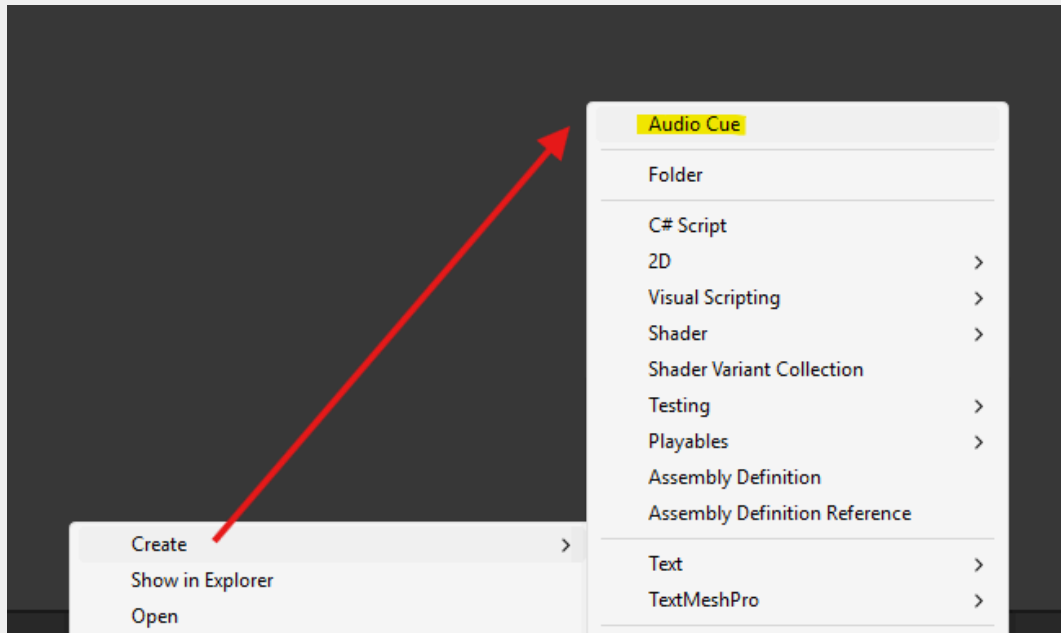 Audio Cue
Folder
C# Script
2D
Visual Scripting
Shader
Shader Variant Collection
Testing
Playables
Assembly Definition
Assembly Definition Reference
Text
TextMeshPro
Create
Show in Explorer
Open